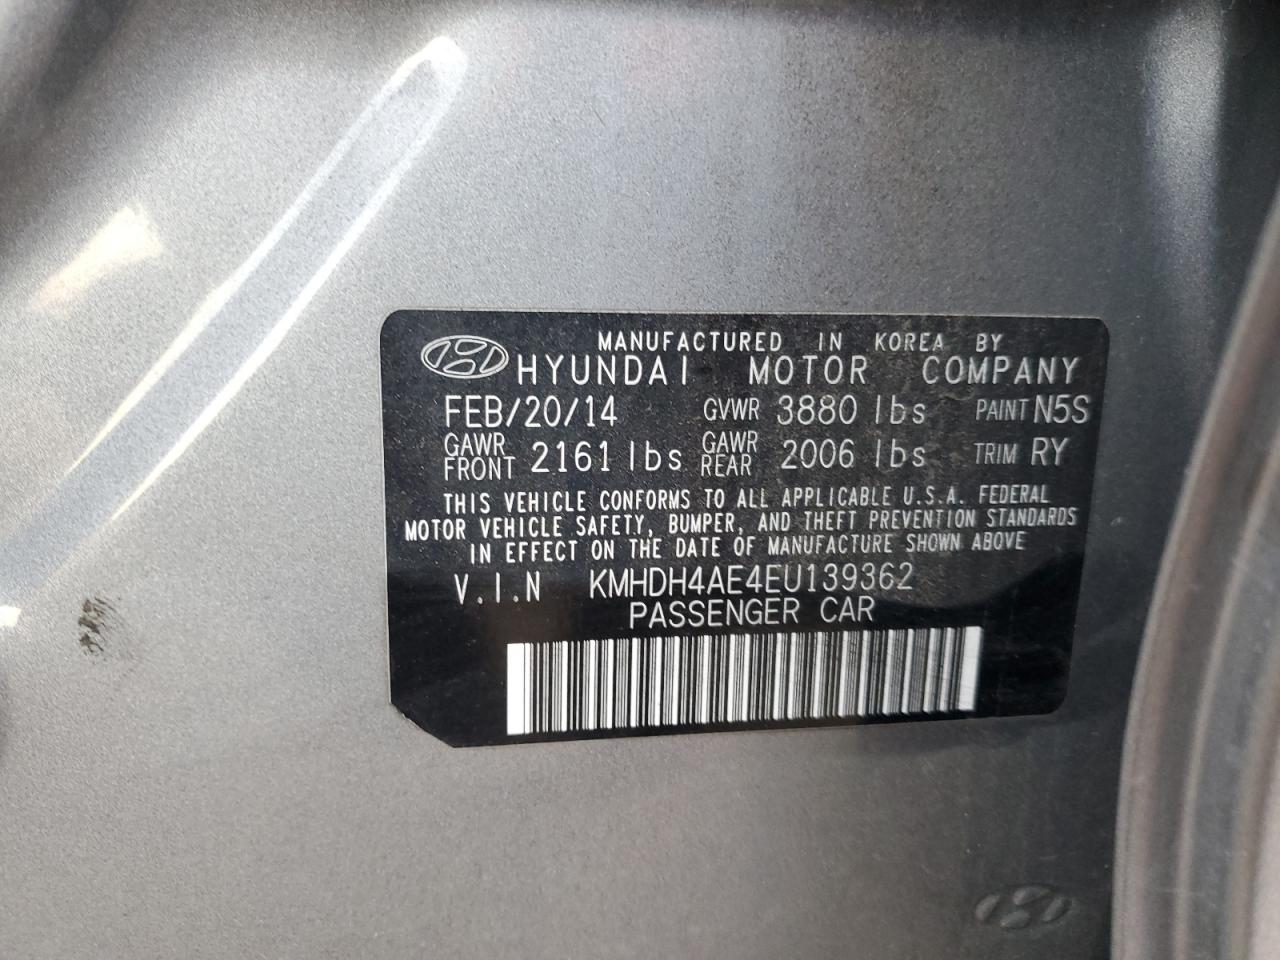 MANUFACTURED IN KOREA BY
HYUNDAI MOTOR COMPANY
FEB/20/14 GVWR 3880 lbs PAINT N5S
GAWR FRONT 2161 lbs GAWR REAR 2006 lbs TRIM RY
THIS VEHICLE CONFORMS TO ALL APPLICABLE U.S.A. FEDERAL
MOTOR VEHICLE SAFETY, BUMPER, AND THEFT PREVENTION STANDARDS
IN EFFECT ON THE DATE OF MANUFACTURE SHOWN ABOVE
V.I.N KMHDH4AE4EU139362
PASSENGER CAR